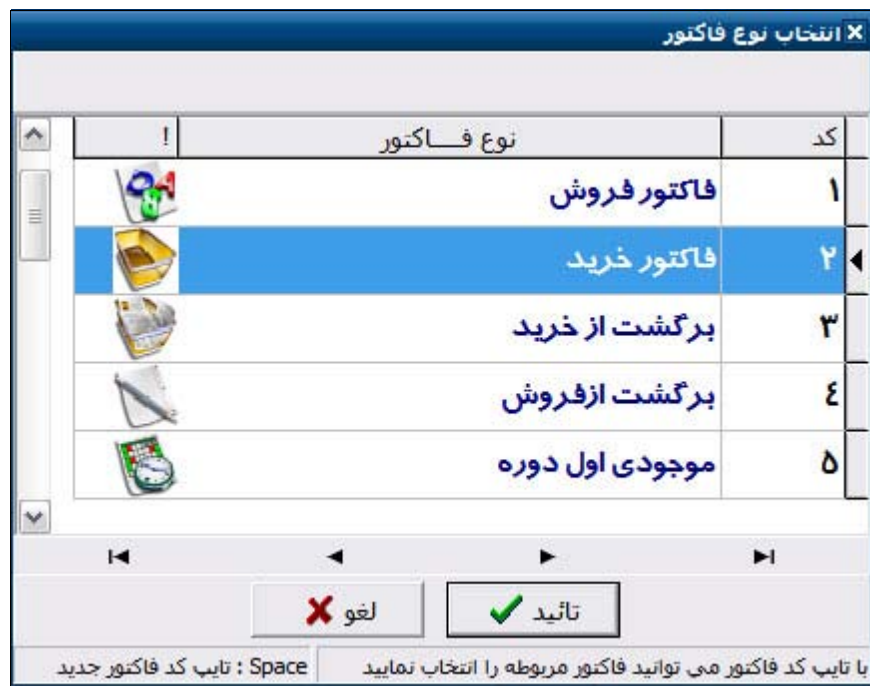 انتخاب نوع فاکتور
کد نوع فــــاکتور !
۱ فاکتور فروش
۲ فاکتور خرید
۳ برگشت از خرید
٤ برگشت ازفروش
۵ موجودی اول دوره
تائید لغو
با تایپ کد فاکتور می توانید فاکتور مربوطه را انتخاب نمایید Space : تایپ کد فاکتور جدید